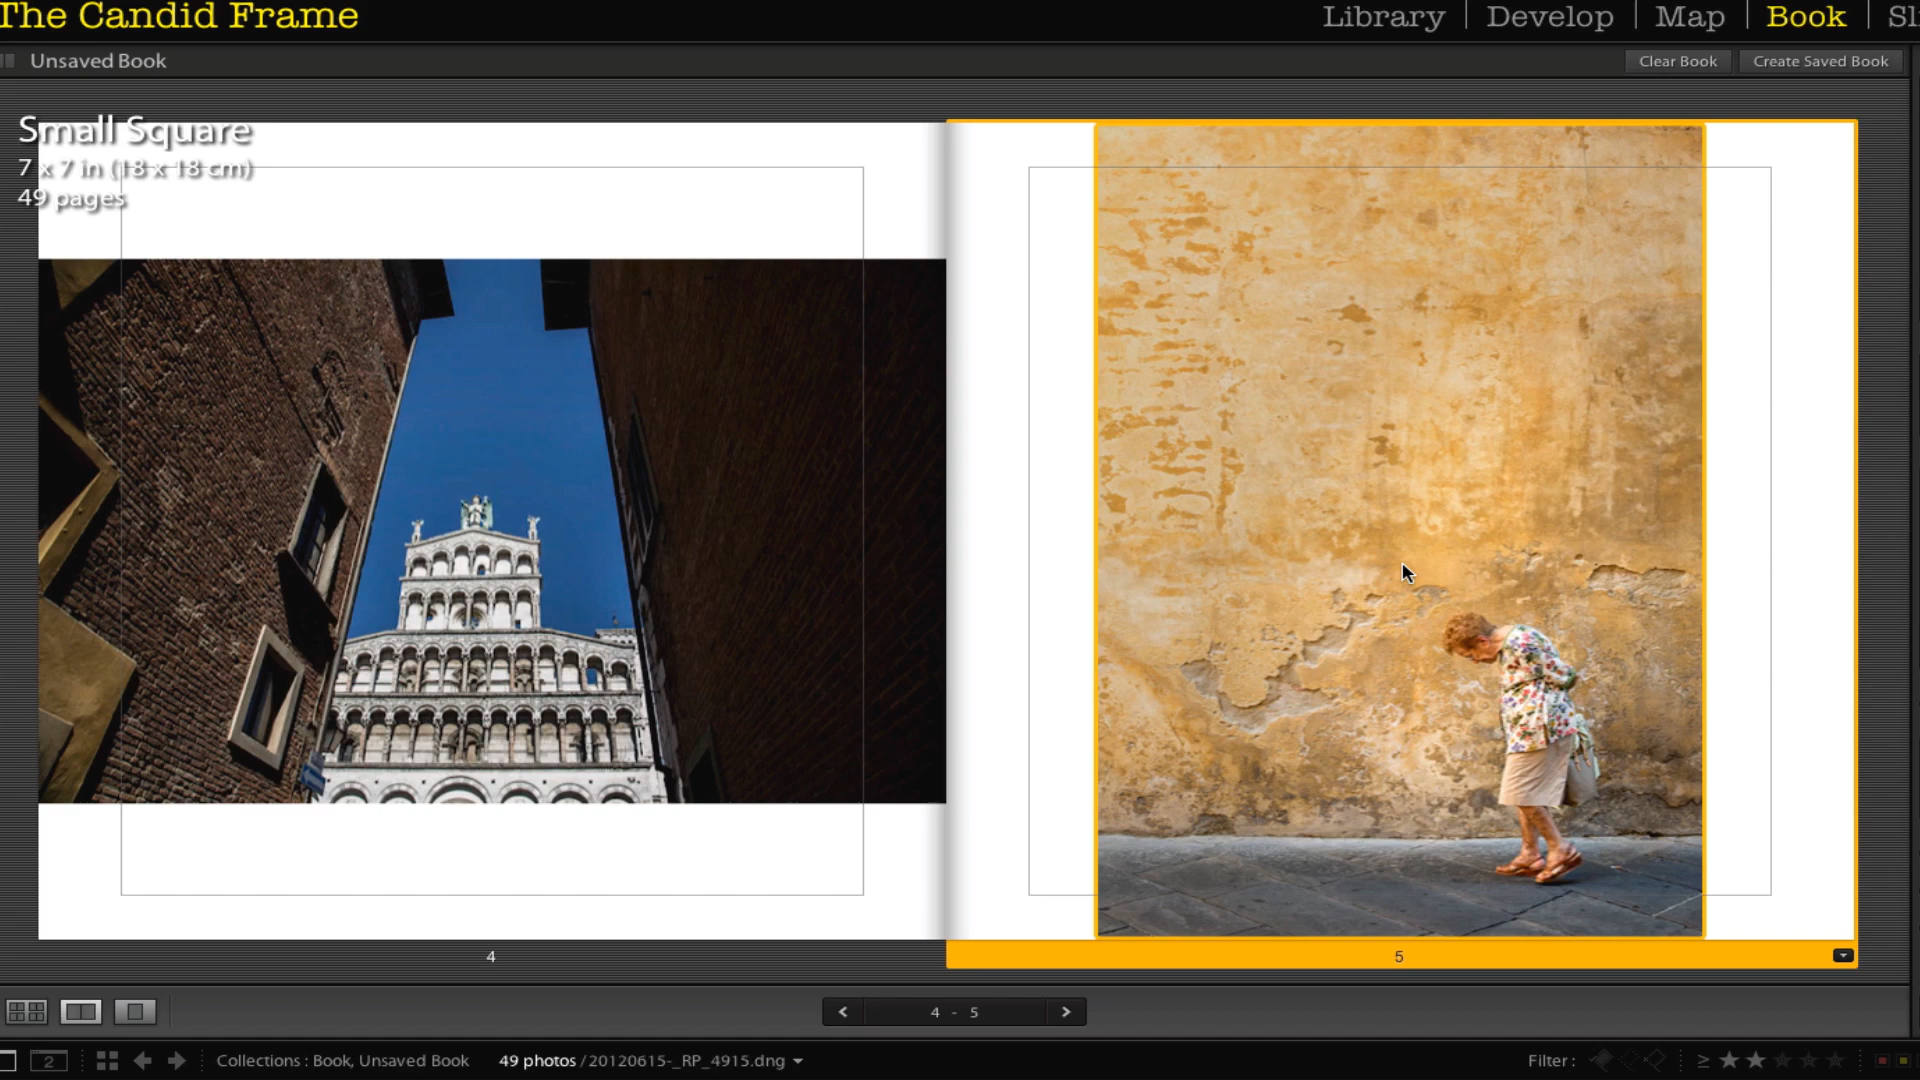 The Candid Frame
Library | Develop | Map | Book |
Unsaved Book
Clear Book
Create Saved Book
Small Square
7 x 7 in (18 x 18 cm)
49 pages
4
5
4 - 5
2
Collections : Book, Unsaved Book
49 photos / 20120615-_RP_4915.dng
Filter :
≥